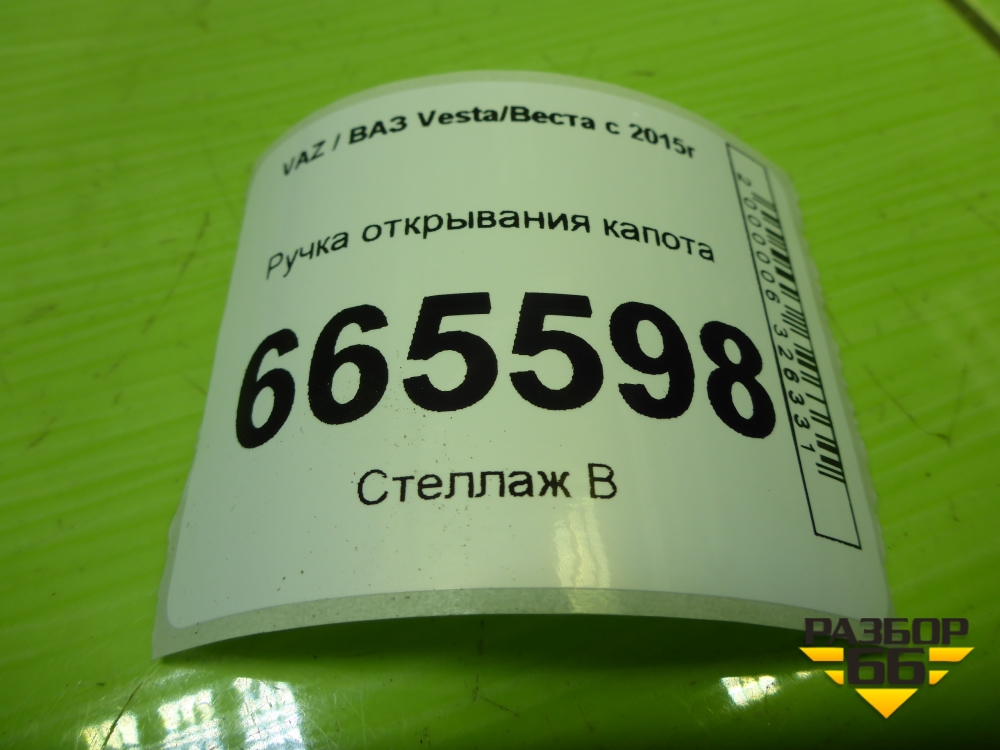 VAZ / ВАЗ Vesta/Веста с 2015г
Ручка открывания капота
665598
Стеллаж В
2000006326331
РАЗБОР
66